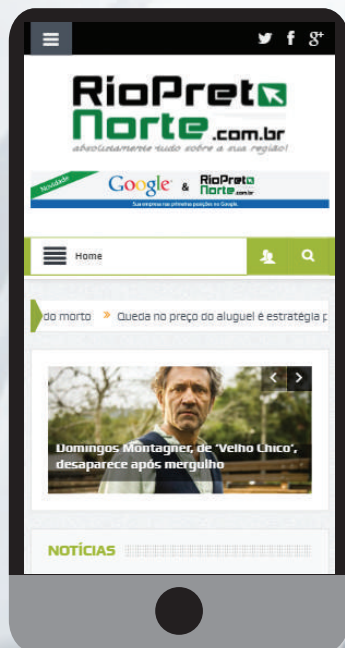 RioPreto
Norte.com.br
absolutamente tudo sobre a sua região!
Novidade
Google & RioPreto Norte.com.br
Sua empresa nas primeiras posições no Google.
Home
do morto » Queda no preço do aluguel é estratégia p
Domingos Montagner, de 'Velho Chico',
desaparece após mergulho
NOTÍCIAS